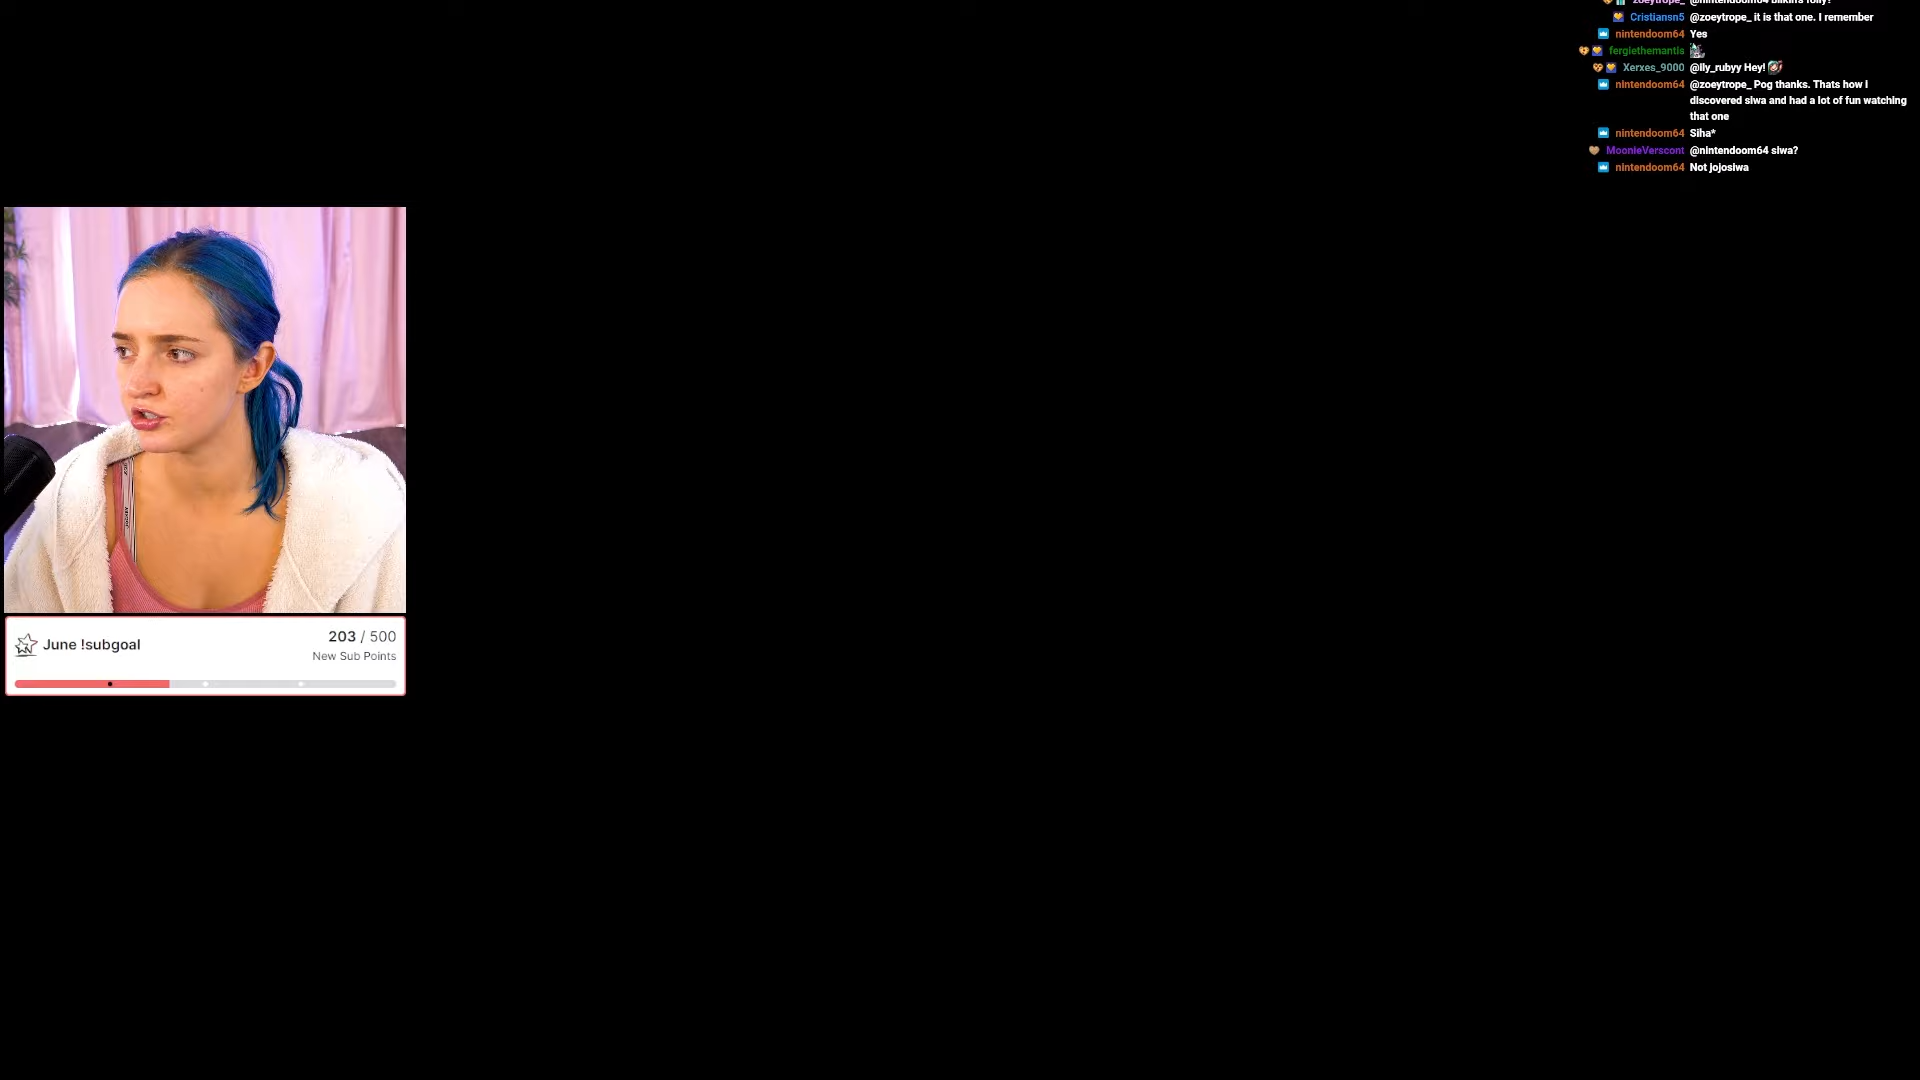 Cristiansn5 @zoeytrope_ it is that one. I remember
nintendoom64 Yes
fergiethemantis
Xerxes_9000 @ily_rubyy Hey!
nintendoom64 @zoeytrope_ Pog thanks. Thats how I
discovered siwa and had a lot of fun watching
that one
nintendoom64 Siha*
MoonieVerscont @nintendoom64 siwa?
nintendoom64 Not jojosiwa
June !subgoal
203 / 500
New Sub Points